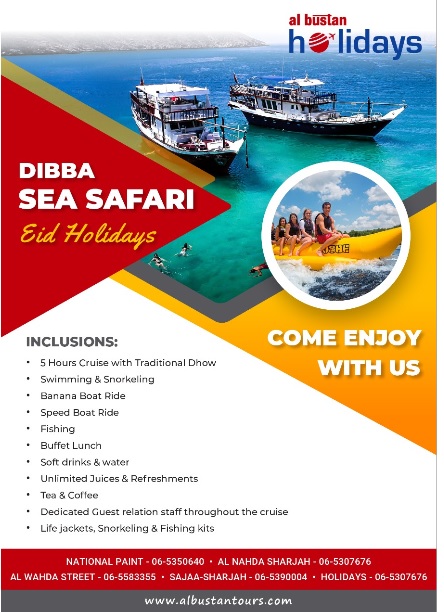 al bustan
holidays
DIBBA
SEA SAFARI
Eid Holidays
COME ENJOY
WITH US
INCLUSIONS:
• 5 Hours Cruise with Traditional Dhow
• Swimming & Snorkeling
• Banana Boat Ride
• Speed Boat Ride
• Fishing
• Buffet Lunch
• Soft drinks & water
• Unlimited Juices & Refreshments
• Tea & Coffee
• Dedicated Guest relation staff throughout the cruise
• Life jackets, Snorkeling & Fishing kits
NATIONAL PAINT - 06-5350640 • AL NAHDA SHARJAH - 06-5307676
AL WAHDA STREET - 06-5583355 • SAJAA-SHARJAH - 06-5390004 • HOLIDAYS - 06-5307676
www.albustantours.com